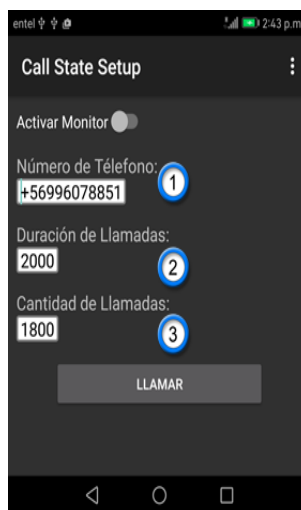 entel 2:43 p.m.
Call State Setup
Activar Monitor
Número de Télefono:
+56996078851
1
Duración de Llamadas:
2000
2
Cantidad de Llamadas:
1800
3
LLAMAR